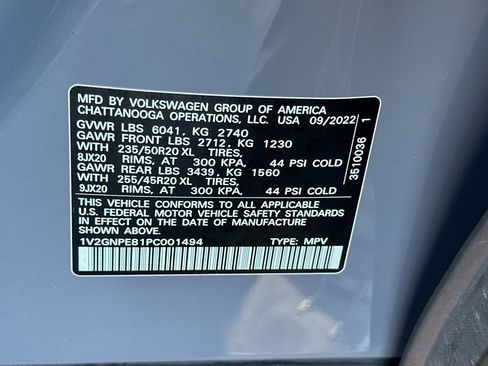 MFD BY VOLKSWAGEN GROUP OF AMERICA
CHATTANOOGA OPERATIONS, LLC. USA 09/2022
GVWR LBS 6041, KG 2740
GAWR FRONT LBS 2712, KG 1230
WITH 235/50R20 XL TIRES,
8JX20 RIMS, AT 300 KPA, 44 PSI COLD
GAWR REAR LBS 3439, KG 1560
WITH 255/45R20 XL TIRES,
9JX20 RIMS, AT 300 KPA, 44 PSI COLD
THIS VEHICLE CONFORMS TO ALL APPLICABLE
U.S. FEDERAL MOTOR VEHICLE SAFETY STANDARDS
IN EFFECT ON THE DATE OF MANUFACTURE
SHOWN ABOVE.
1V2GNPE81PC001494 TYPE: MPV
3510036 1